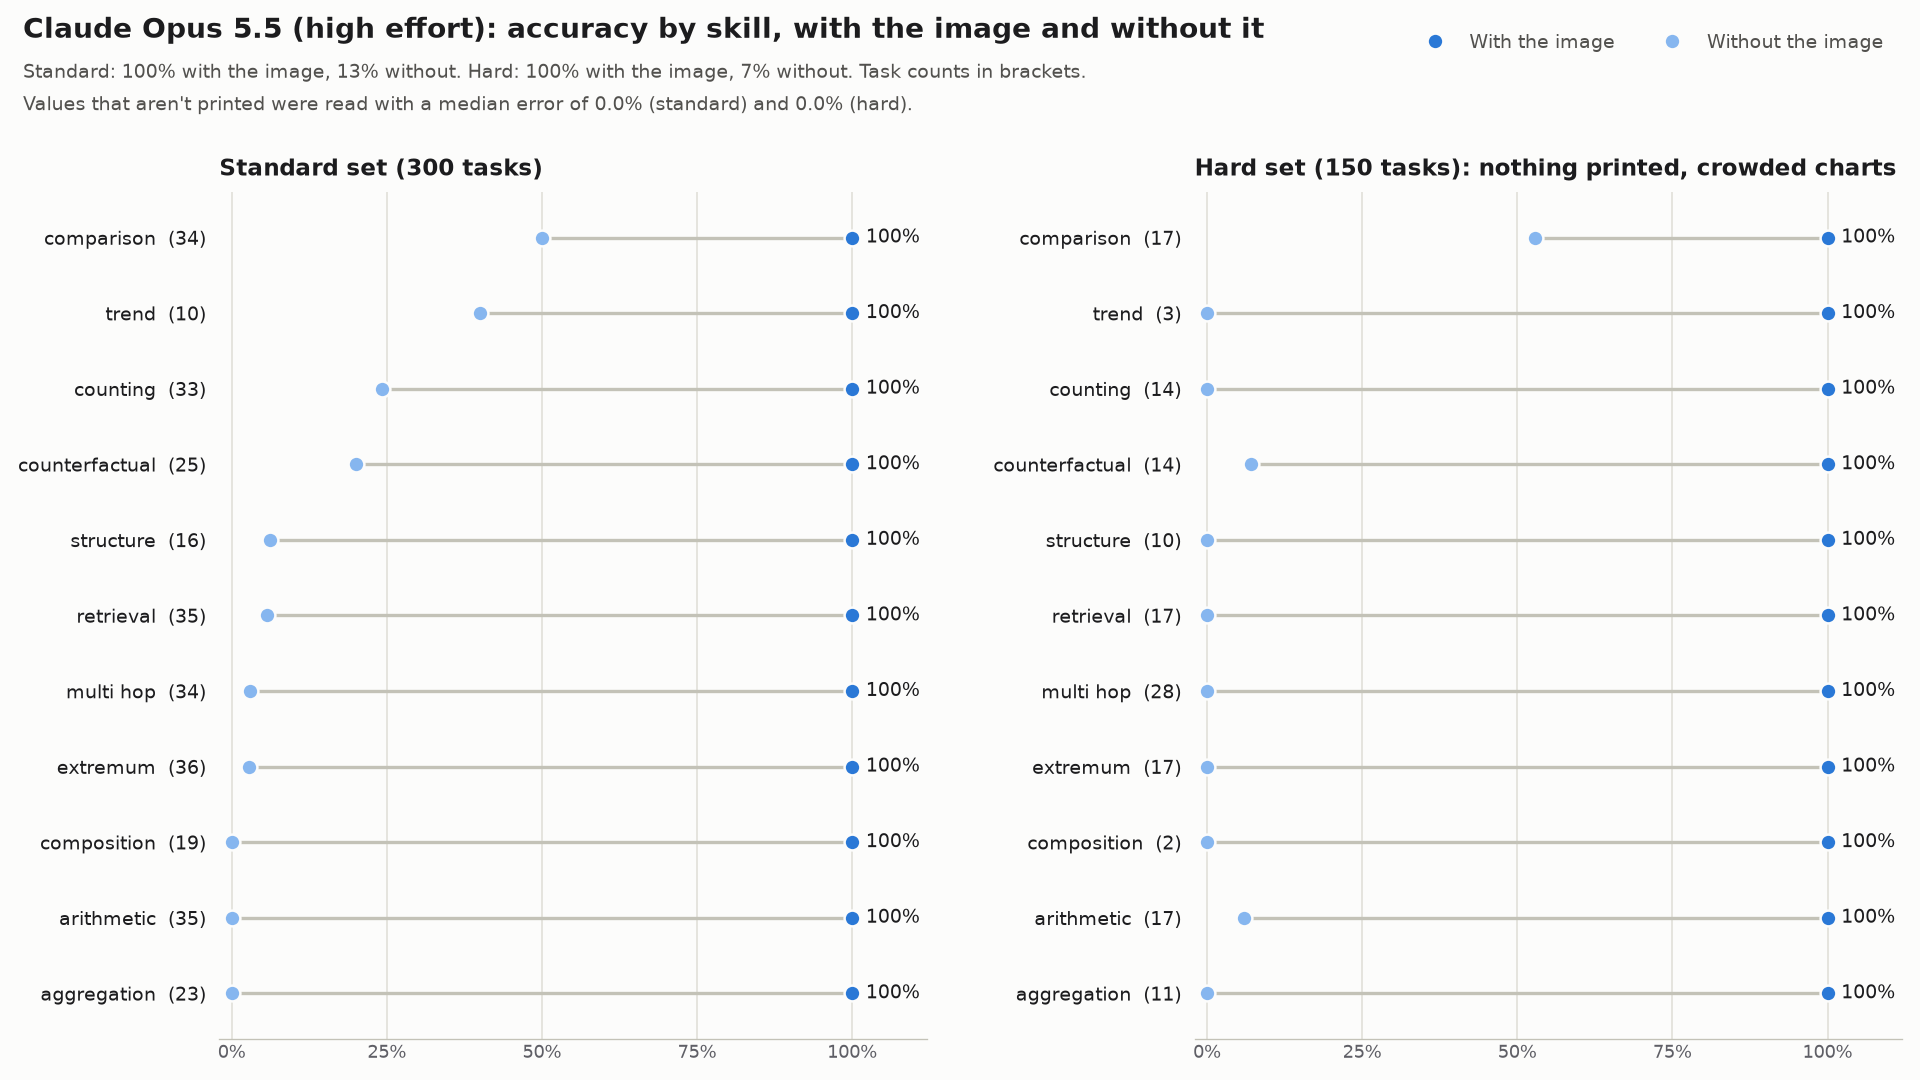 Claude Opus 5.5 (high effort): accuracy by skill, with the image and without it
With the image
Without the image
Standard: 100% with the image, 13% without. Hard: 100% with the image, 7% without. Task counts in brackets.
Values that aren't printed were read with a median error of 0.0% (standard) and 0.0% (hard).
Standard set (300 tasks)
comparison (34) 100%
trend (10) 100%
counting (33) 100%
counterfactual (25) 100%
structure (16) 100%
retrieval (35) 100%
multi hop (34) 100%
extremum (36) 100%
composition (19) 100%
arithmetic (35) 100%
aggregation (23) 100%
0% 25% 50% 75% 100%
Hard set (150 tasks): nothing printed, crowded charts
comparison (17) 100%
trend (3) 100%
counting (14) 100%
counterfactual (14) 100%
structure (10) 100%
retrieval (17) 100%
multi hop (28) 100%
extremum (17) 100%
composition (2) 100%
arithmetic (17) 100%
aggregation (11) 100%
0% 25% 50% 75% 100%